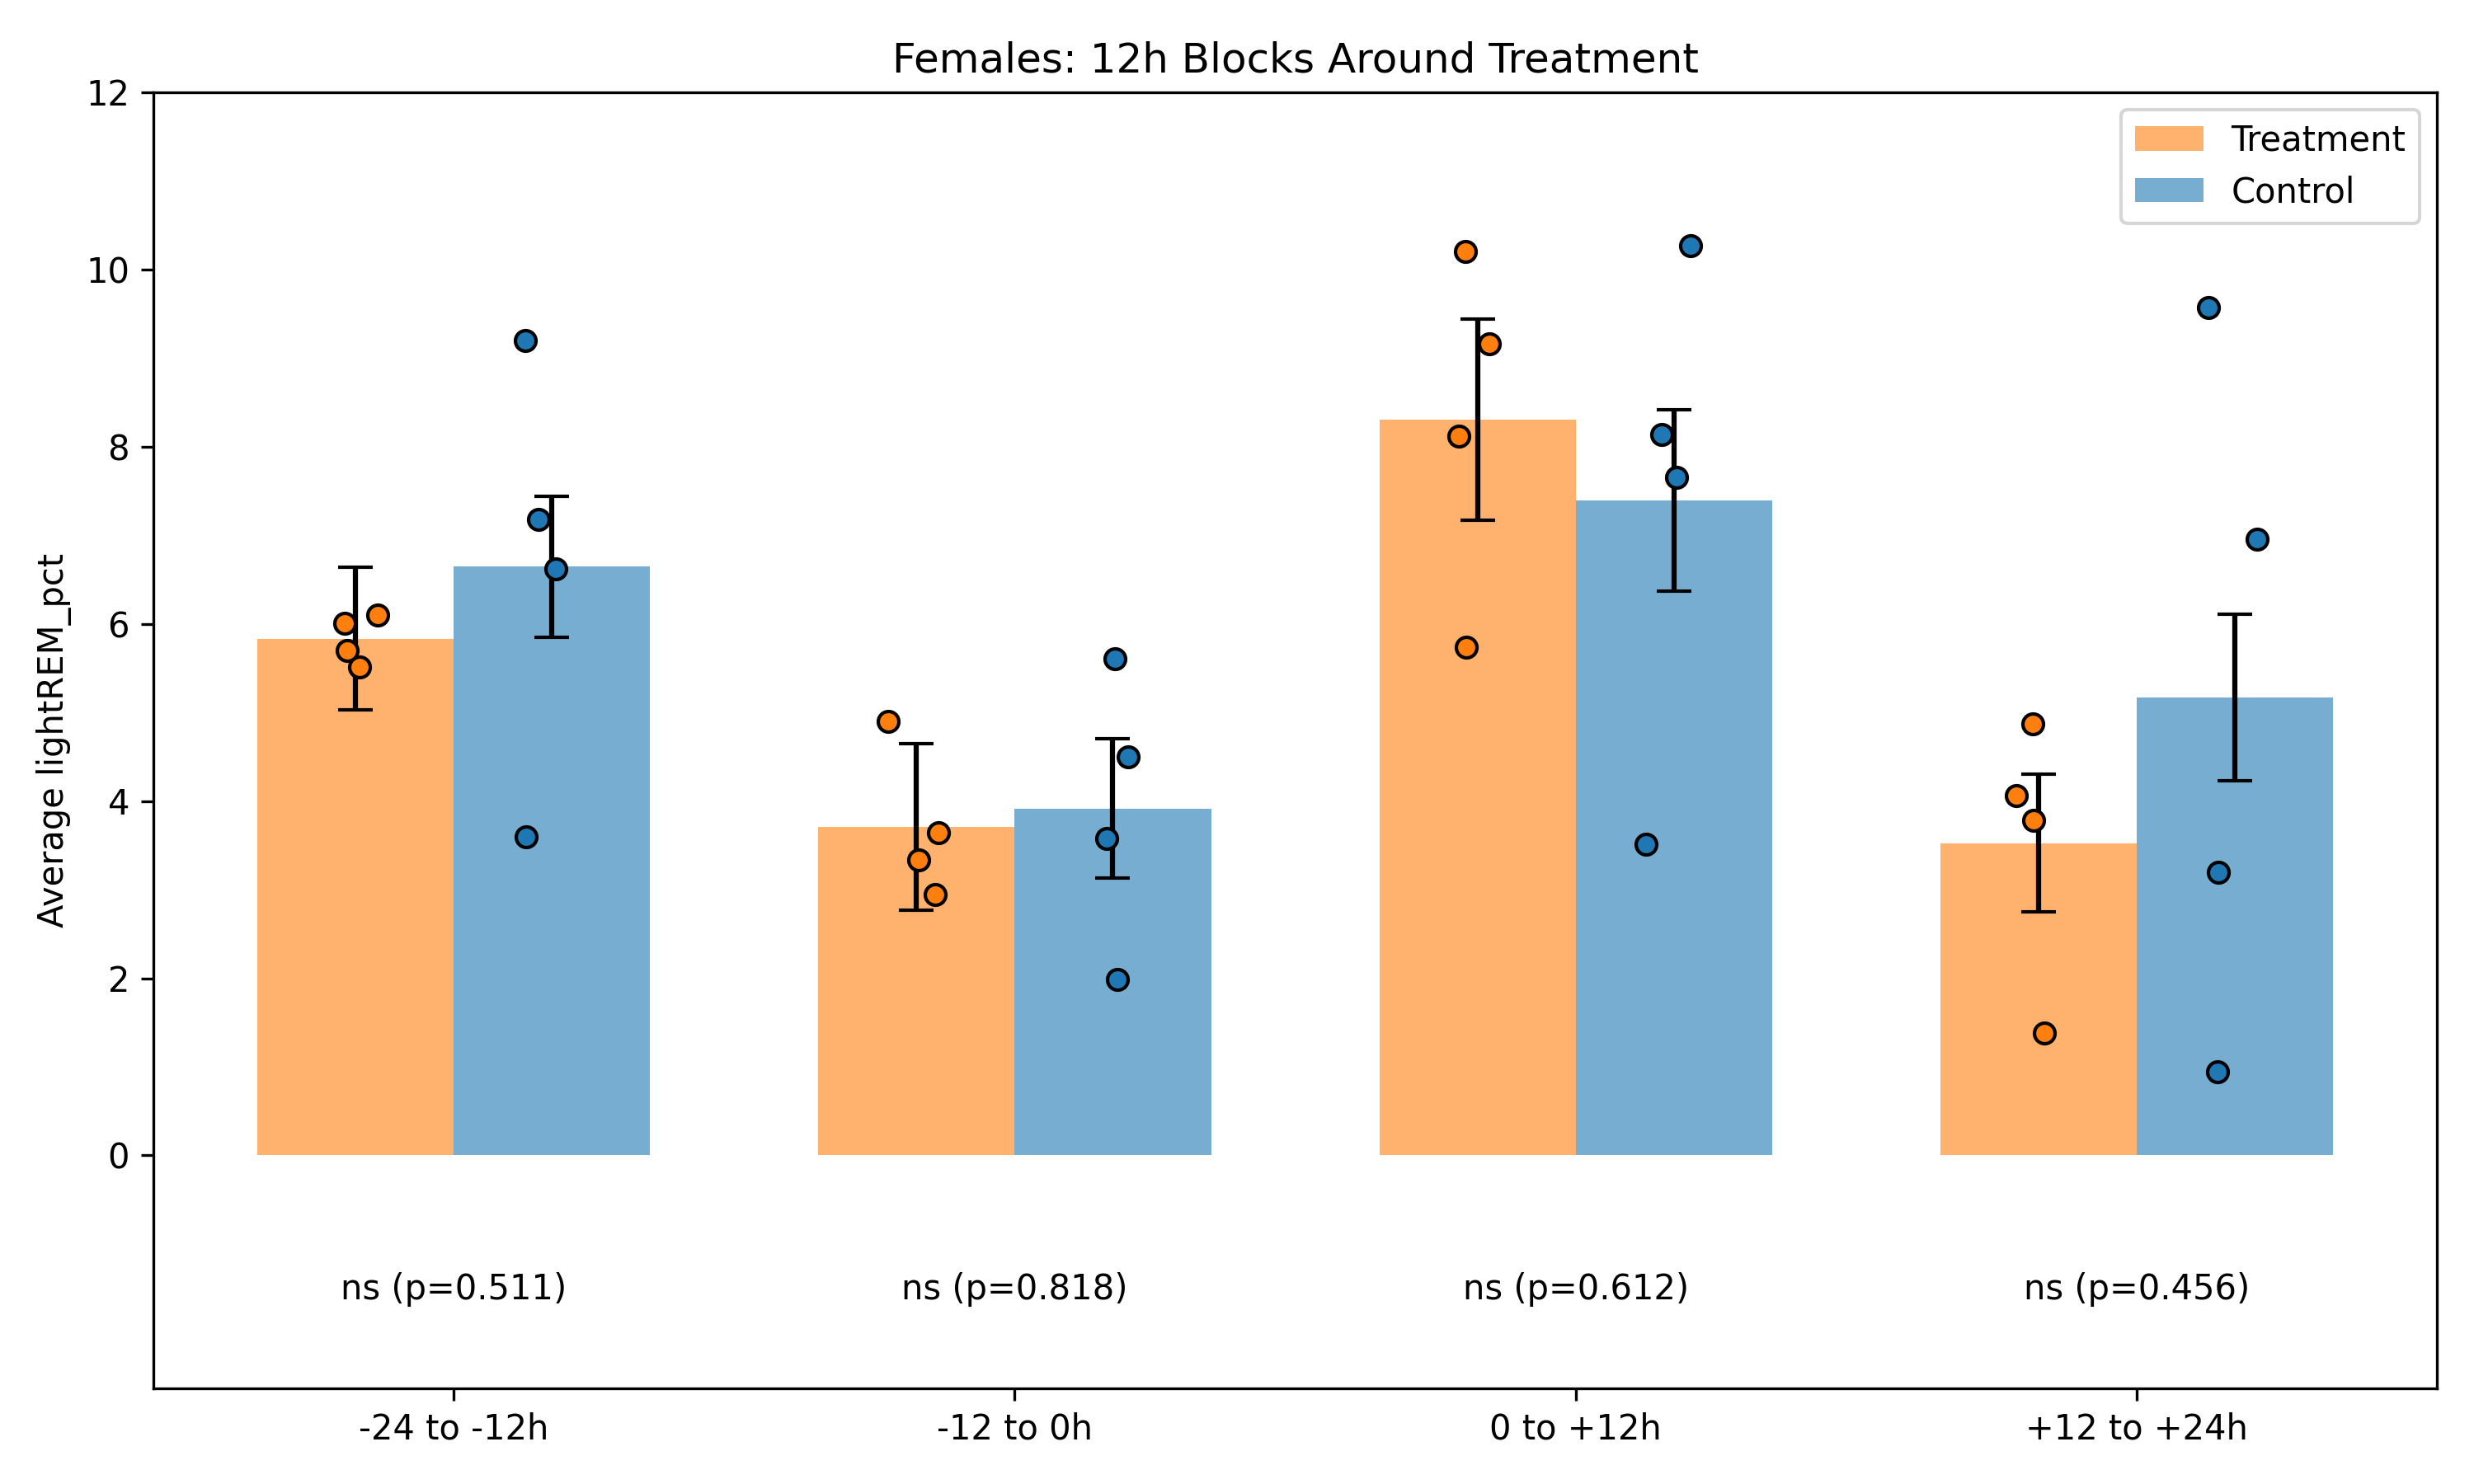 Females: 12h Blocks Around Treatment
12
10
8
6
4
2
0
Average lightREM_pct
Treatment
Control
ns (p=0.511)
ns (p=0.818)
ns (p=0.612)
ns (p=0.456)
-24 to -12h
-12 to 0h
0 to +12h
+12 to +24h